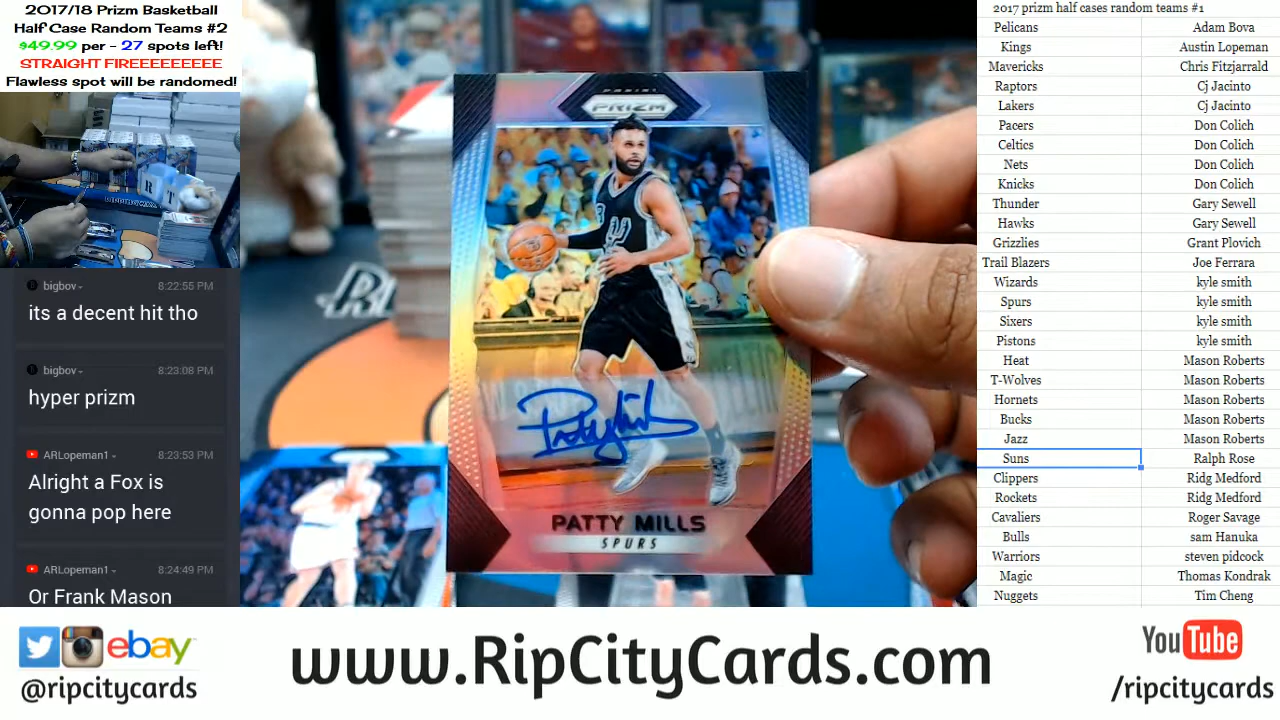 2017/18 Prizm Basketball
Half Case Random Teams #2
$49.99 per - 27 spots left!
STRAIGHT FIREEEEEEEEE
Flawless spot will be randomed!
bigbov
8:22:55 PM
its a decent hit tho
bigbov
8:23:08 PM
hyper prizm
ARLopeman1
8:23:53 PM
Alright a Fox is
gonna pop here
ARLopeman1
8:24:49 PM
Or Frank Mason
PANINI
PRIZM
PATTY MILLS
SPURS
2017 prizm half cases random teams #1
Pelicans Adam Bova
Kings Austin Lopeman
Mavericks Chris Fitzjarrald
Raptors Cj Jacinto
Lakers Cj Jacinto
Pacers Don Colich
Celtics Don Colich
Nets Don Colich
Knicks Don Colich
Thunder Gary Sewell
Hawks Gary Sewell
Grizzlies Grant Plovich
Trail Blazers Joe Ferrara
Wizards kyle smith
Spurs kyle smith
Sixers kyle smith
Pistons kyle smith
Heat Mason Roberts
T-Wolves Mason Roberts
Hornets Mason Roberts
Bucks Mason Roberts
Jazz Mason Roberts
Suns Ralph Rose
Clippers Ridg Medford
Rockets Ridg Medford
Cavaliers Roger Savage
Bulls sam Hanuka
Warriors steven pidcock
Magic Thomas Kondrak
Nuggets Tim Cheng
ebay
@ripcitycards
www.RipCityCards.com
YouTube
/ripcitycards